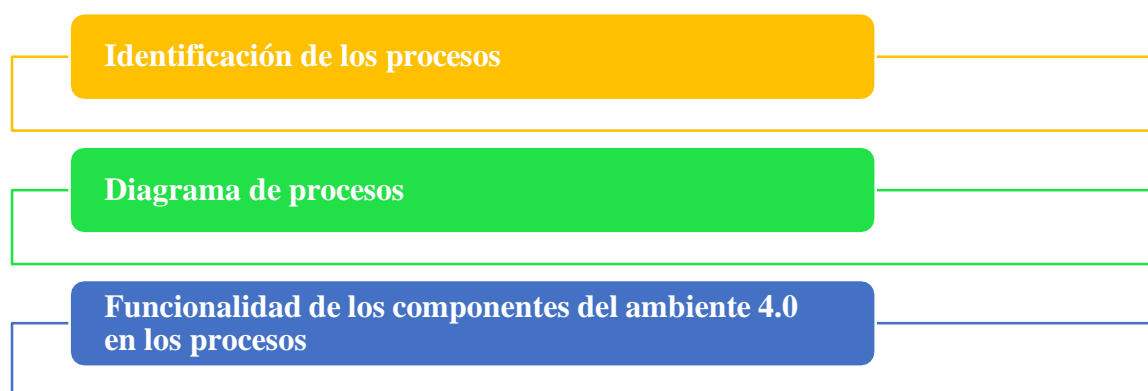 Identificación de los procesos
Diagrama de procesos
Funcionalidad de los componentes del ambiente 4.0
en los procesos